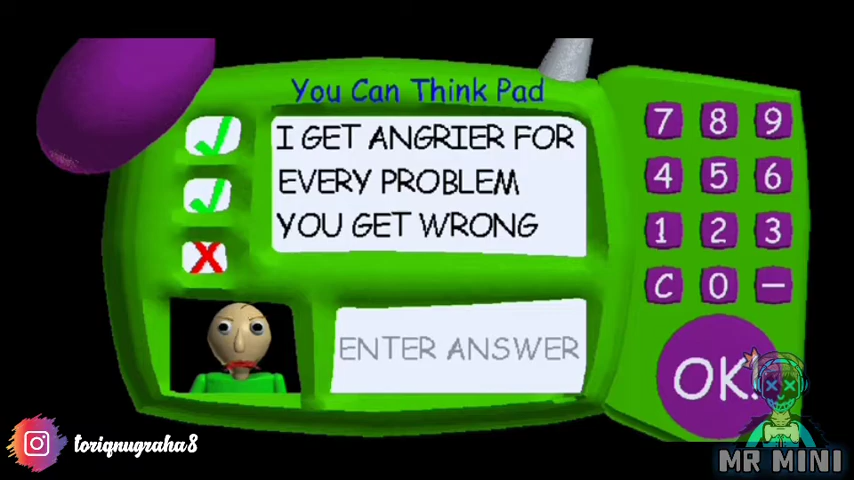 You Can Think Pad
I GET ANGRIER FOR
EVERY PROBLEM
YOU GET WRONG
X
ENTER ANSWER
7 8 9
4 5 6
1 2 3
C 0 −
OK!
toriqnugraha8
MR MINI